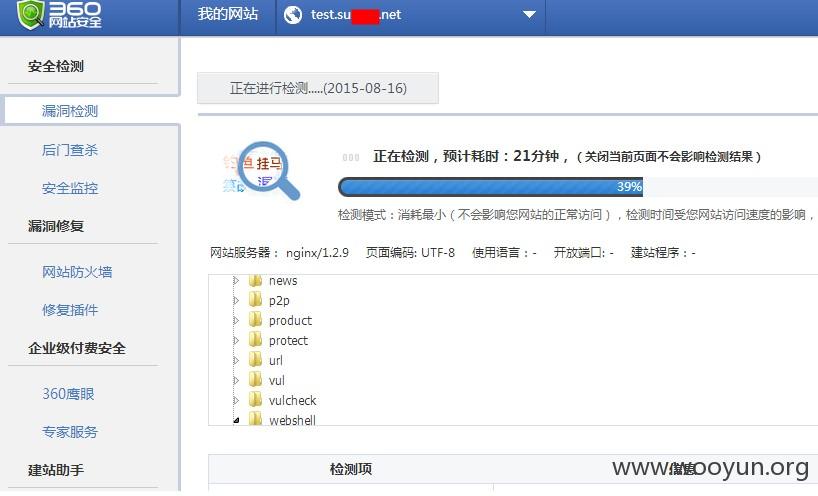 360
网站安全
我的网站
test.su
.net
安全检测
漏洞检测
后门查杀
安全监控
漏洞修复
网站防火墙
修复插件
企业级付费安全
360鹰眼
专家服务
建站助手
正在进行检测.....(2015-08-16)
挂马
正在检测，预计耗时：21分钟，（关闭当前页面不会影响检测结果）
39%
检测模式：消耗最小（不会影响您网站的正常访问），检测时间受您网站访问速度的影响，
网站服务器： nginx/1.2.9 页面编码: UTF-8 使用语言：- 开放端口: - 建站程序：-
news
p2p
product
protect
url
vul
vulcheck
webshell
检测项
www.wooyun.org